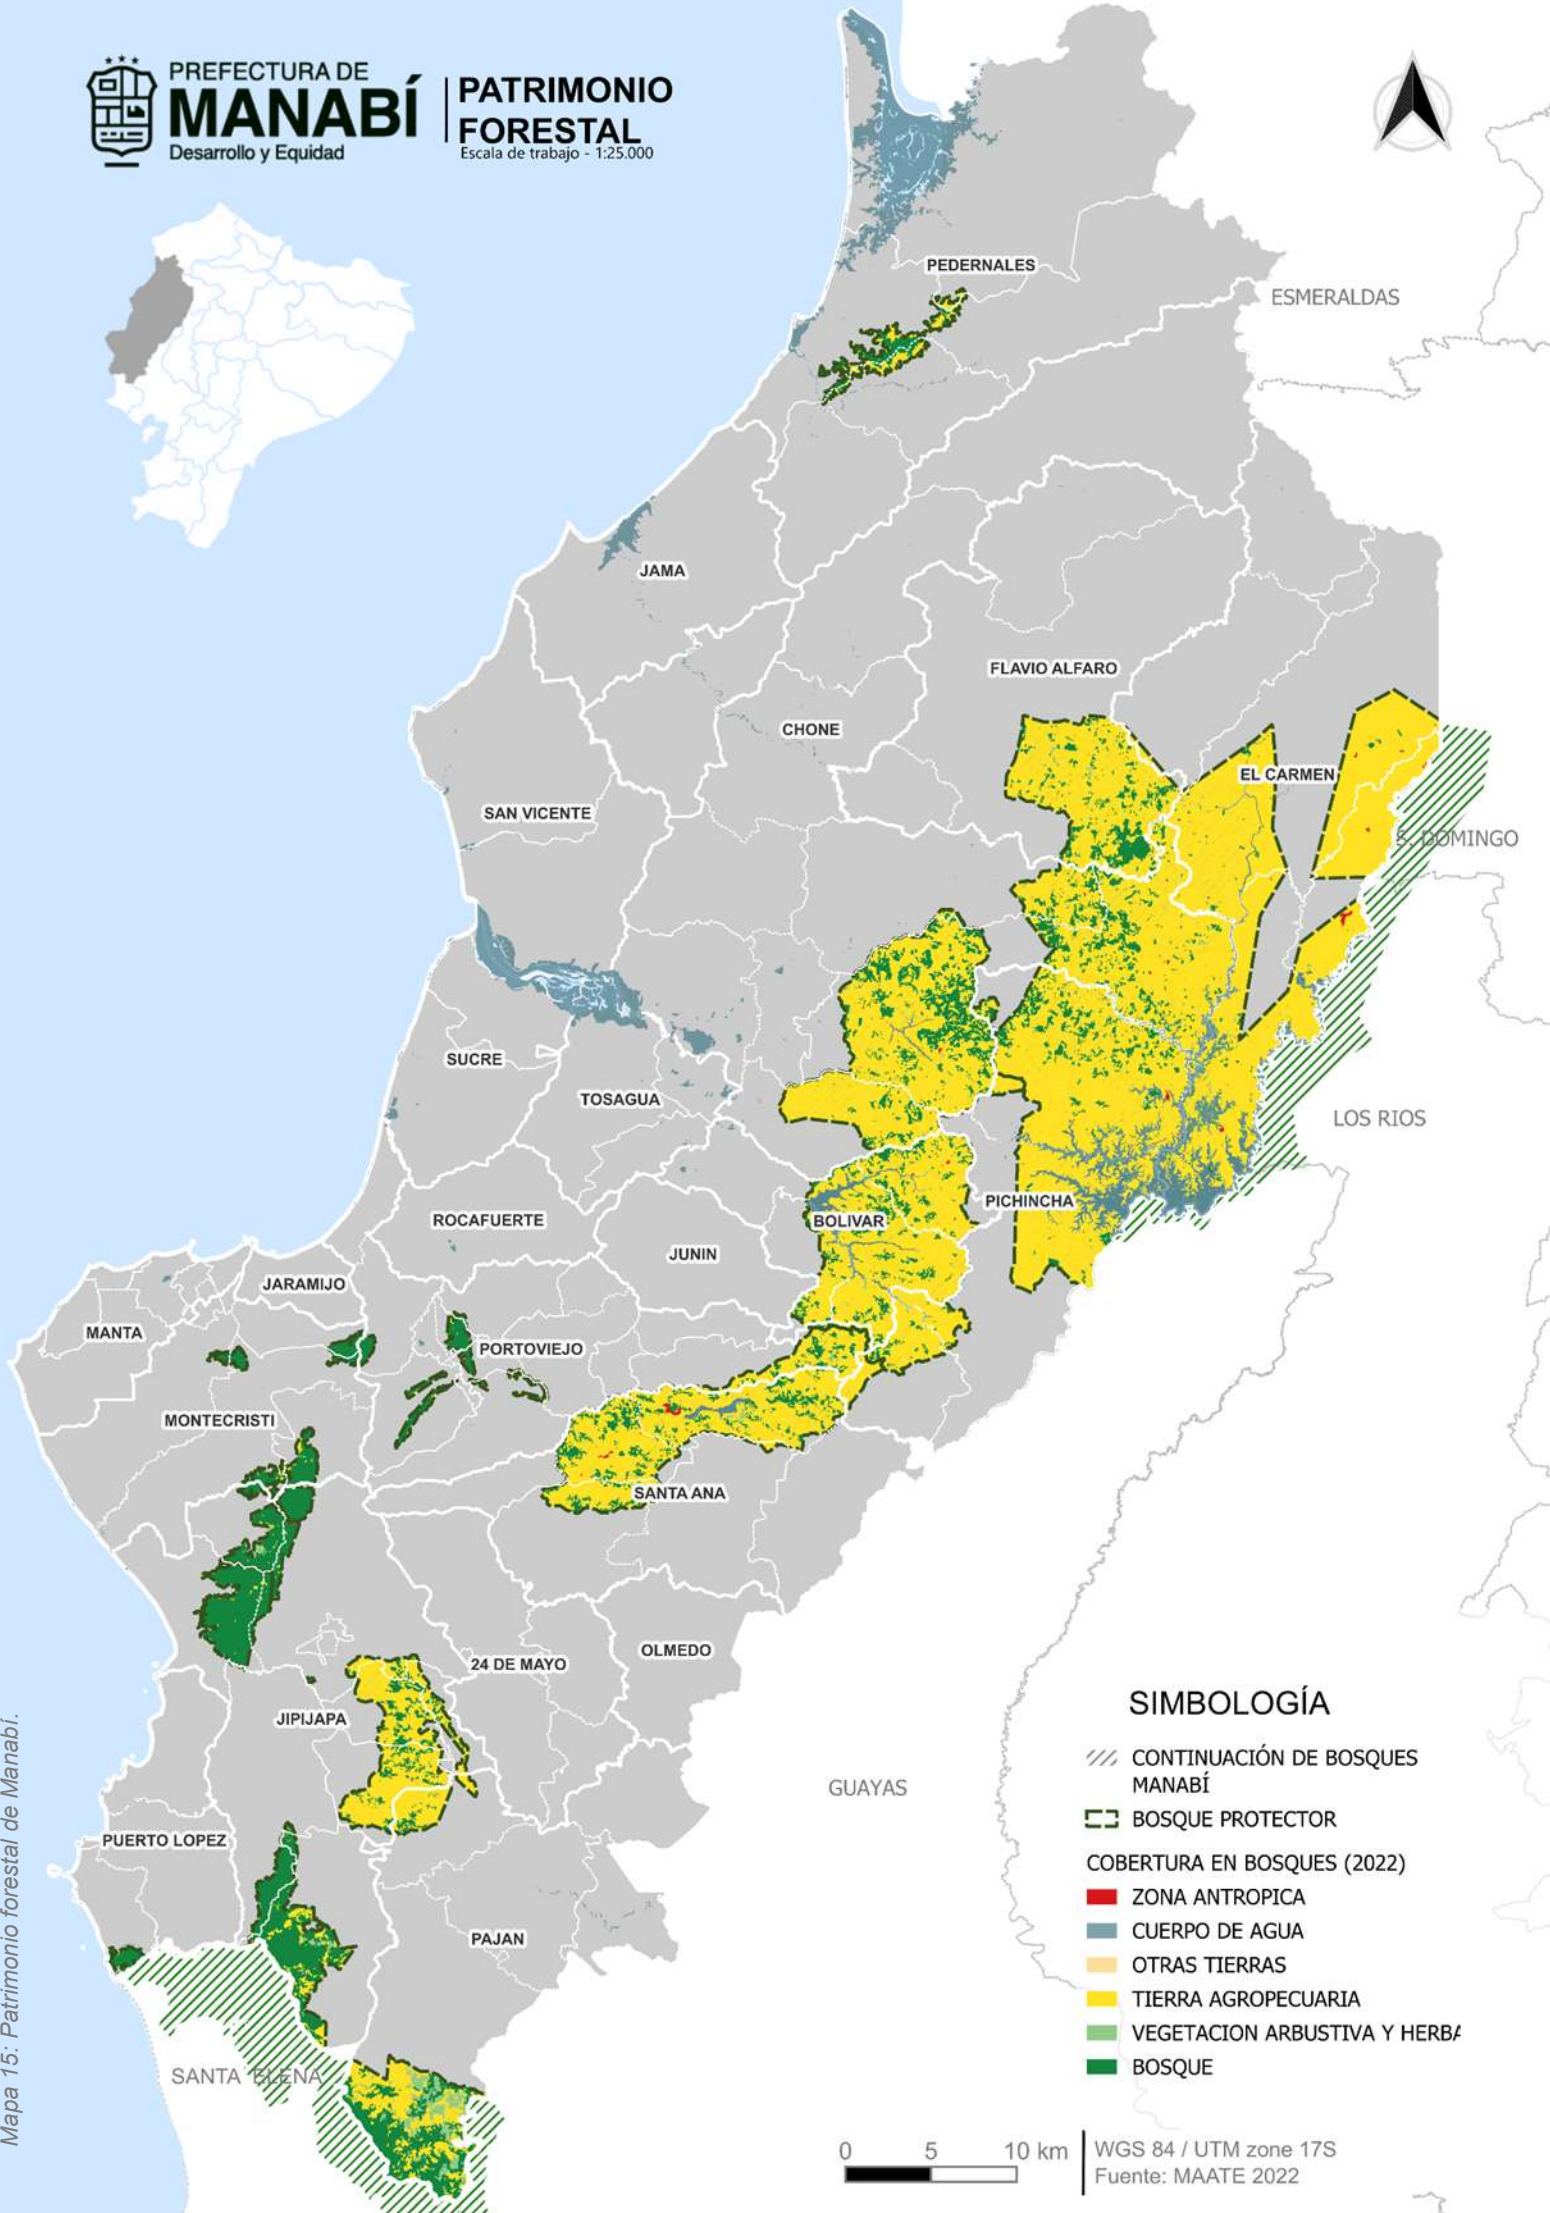 PREFECTURA DE
MANABÍ
Desarrollo y Equidad
PATRIMONIO
FORESTAL
Escala de trabajo - 1:25.000
PEDERNALES
ESMERALDAS
JAMA
FLAVIO ALFARO
CHONE
EL CARMEN
SAN VICENTE
S. DOMINGO
SUCRE
TOSAGUA
LOS RIOS
PICHINCHA
ROCAFUERTE
BOLIVAR
JUNIN
JARAMIJO
MANTA
PORTOVIEJO
MONTECRISTI
SANTA ANA
OLMEDO
24 DE MAYO
JIPIJAPA
GUAYAS
PUERTO LOPEZ
PAJAN
SANTA ELENA
SIMBOLOGÍA
CONTINUACIÓN DE BOSQUES
MANABÍ
BOSQUE PROTECTOR
COBERTURA EN BOSQUES (2022)
ZONA ANTROPICA
CUERPO DE AGUA
OTRAS TIERRAS
TIERRA AGROPECUARIA
VEGETACION ARBUSTIVA Y HERBA
BOSQUE
0 5 10 km
WGS 84 / UTM zone 17S
Fuente: MAATE 2022
Mapa 15: Patrimonio forestal de Manabí.